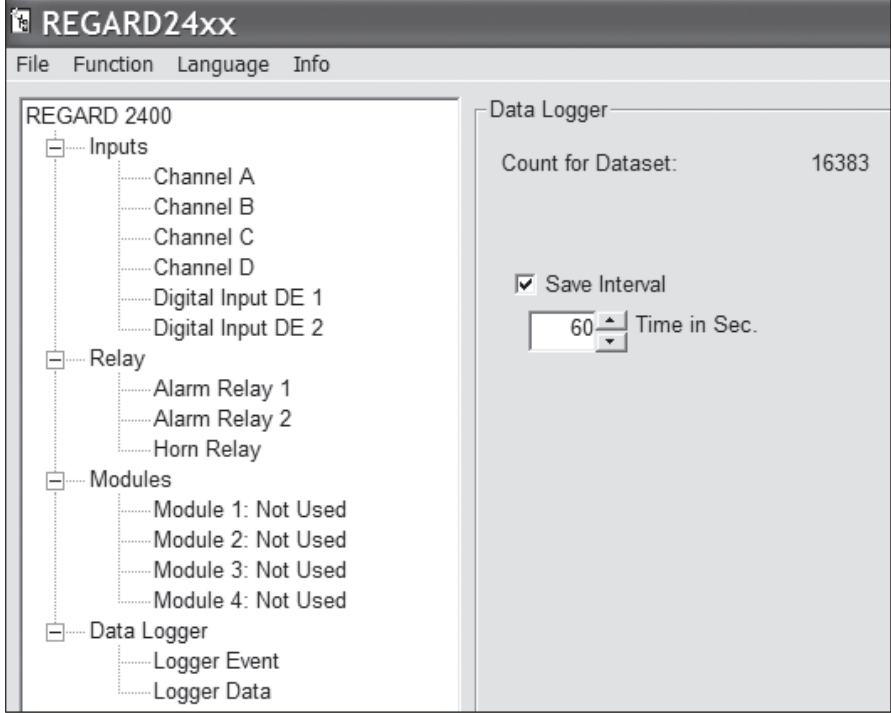 REGARD24xx
File Function Language Info
REGARD 2400
Inputs
Channel A
Channel B
Channel C
Channel D
Digital Input DE 1
Digital Input DE 2
Relay
Alarm Relay 1
Alarm Relay 2
Horn Relay
Modules
Module 1: Not Used
Module 2: Not Used
Module 3: Not Used
Module 4: Not Used
Data Logger
Logger Event
Logger Data
Data Logger
Count for Dataset: 16383
Save Interval
60 Time in Sec.